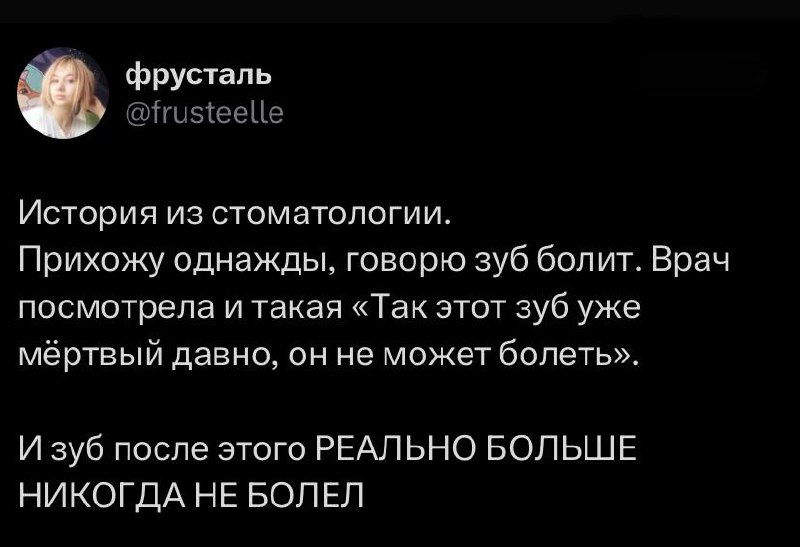 фрусталь
@frusteelle
История из стоматологии.
Прихожу однажды, говорю зуб болит. Врач
посмотрела и такая «Так этот зуб уже
мёртвый давно, он не может болеть».
И зуб после этого РЕАЛЬНО БОЛЬШЕ
НИКОГДА НЕ БОЛЕЛ